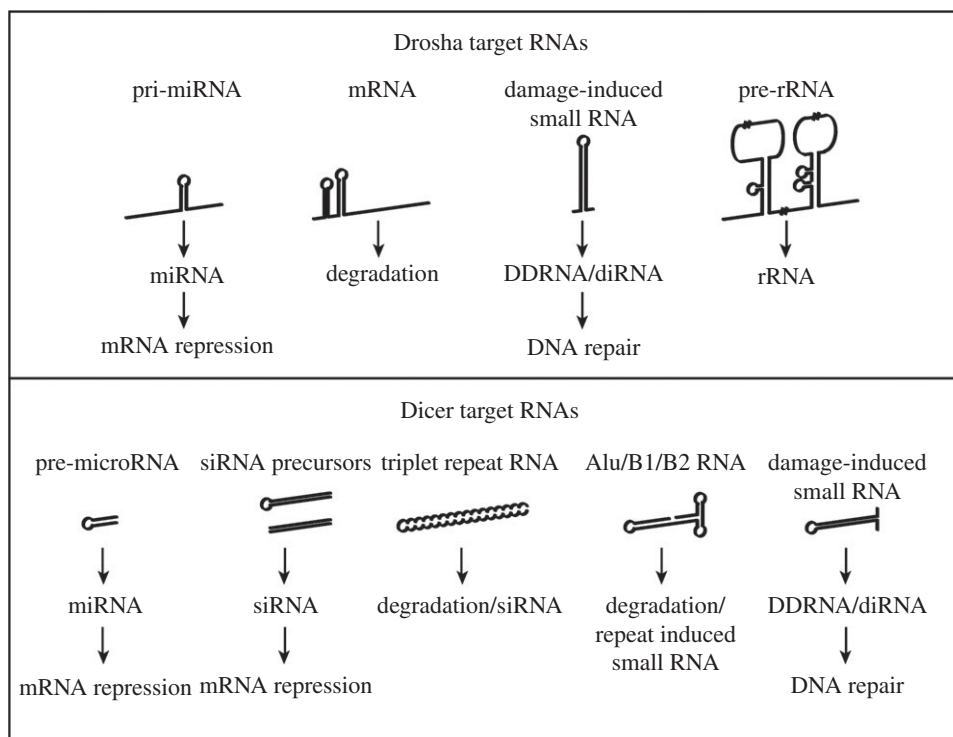 Drosha target RNAs
pri-miRNA
mRNA
damage-induced
small RNA
pre-rRNA
miRNA
degradation
DDRNA/diRNA
rRNA
mRNA repression
DNA repair
Dicer target RNAs
pre-microRNA
siRNA precursors
triplet repeat RNA
Alu/B1/B2 RNA
damage-induced
small RNA
miRNA
siRNA
degradation/siRNA
degradation/
repeat induced
small RNA
DDRNA/diRNA
mRNA repression
mRNA repression
DNA repair